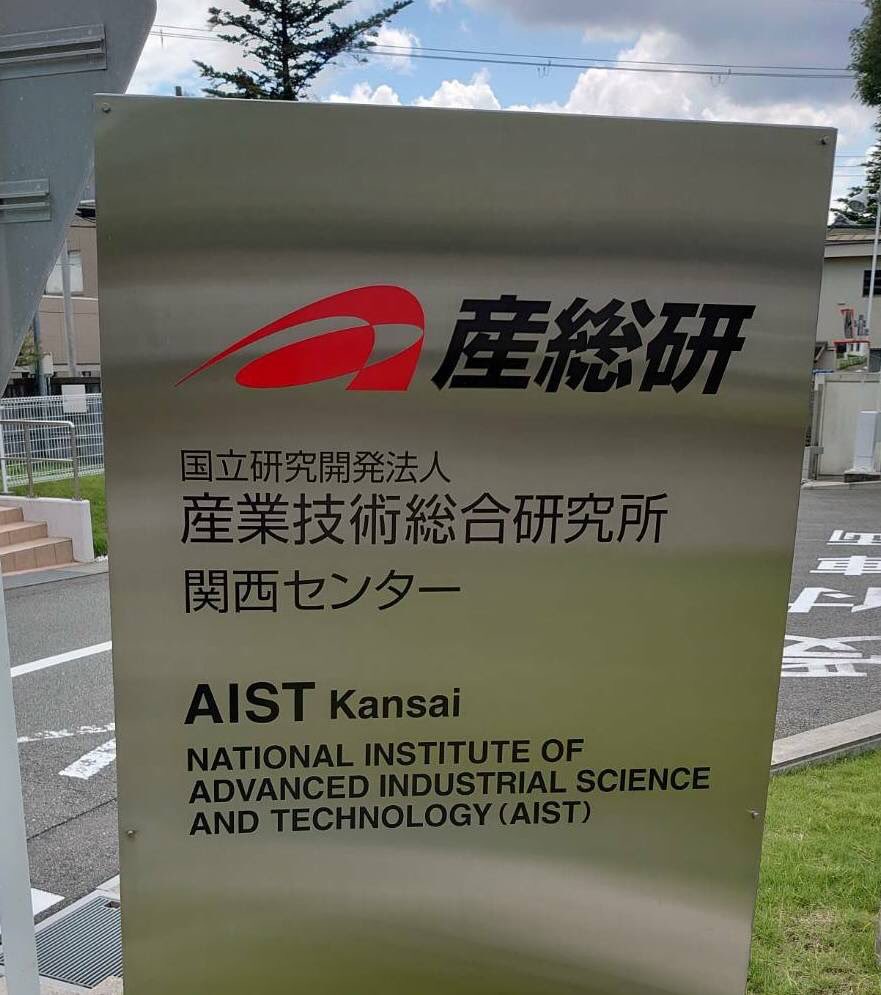 産総研
国立研究開発法人
産業技術総合研究所
関西センター
AIST Kansai
NATIONAL INSTITUTE OF
ADVANCED INDUSTRIAL SCIENCE
AND TECHNOLOGY (AIST)